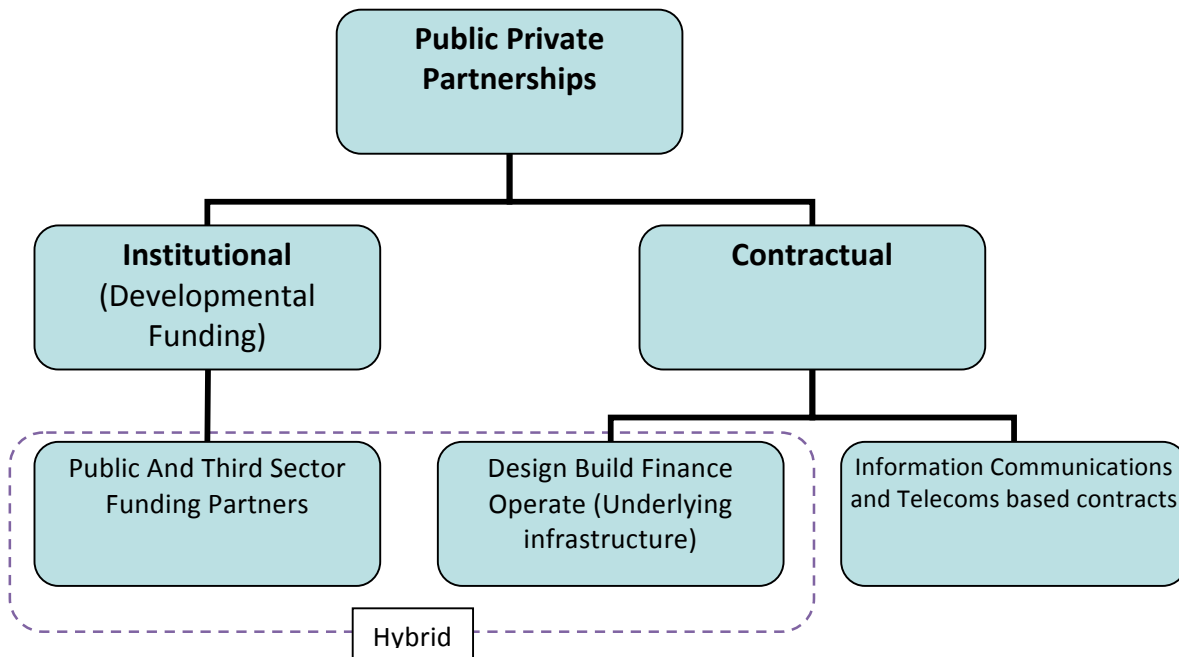 Public Private
Partnerships
Institutional
(Developmental
Funding)
Contractual
Public And Third Sector
Funding Partners
Design Build Finance
Operate (Underlying
infrastructure)
Information Communications
and Telecoms based contracts
Hybrid